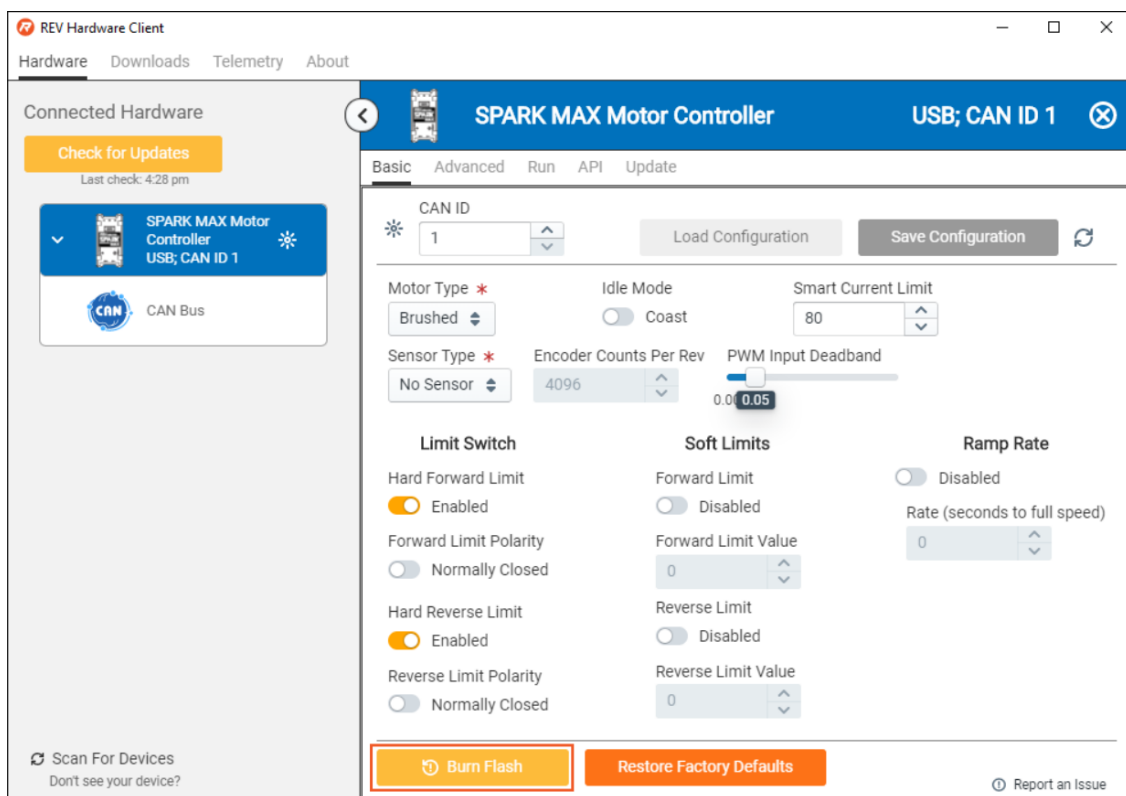 REV Hardware Client
Hardware Downloads Telemetry About
Connected Hardware
Check for Updates
Last check: 4:28 pm
SPARK MAX Motor
Controller
USB; CAN ID 1
CAN
CAN Bus
Scan For Devices
Don't see your device?
SPARK MAX Motor Controller USB; CAN ID 1
Basic Advanced Run API Update
CAN ID
1
Load Configuration
Save Configuration
Motor Type * Idle Mode Smart Current Limit
Brushed Coast 80
Sensor Type * Encoder Counts Per Rev PWM Input Deadband
No Sensor 4096
0.00 0.05
Limit Switch Soft Limits Ramp Rate
Hard Forward Limit Forward Limit Disabled
Enabled Disabled
Rate (seconds to full speed)
Forward Limit Polarity Forward Limit Value 0
Normally Closed 0
Hard Reverse Limit Reverse Limit
Enabled Disabled
Reverse Limit Polarity Reverse Limit Value
Normally Closed 0
Burn Flash Restore Factory Defaults
Report an Issue